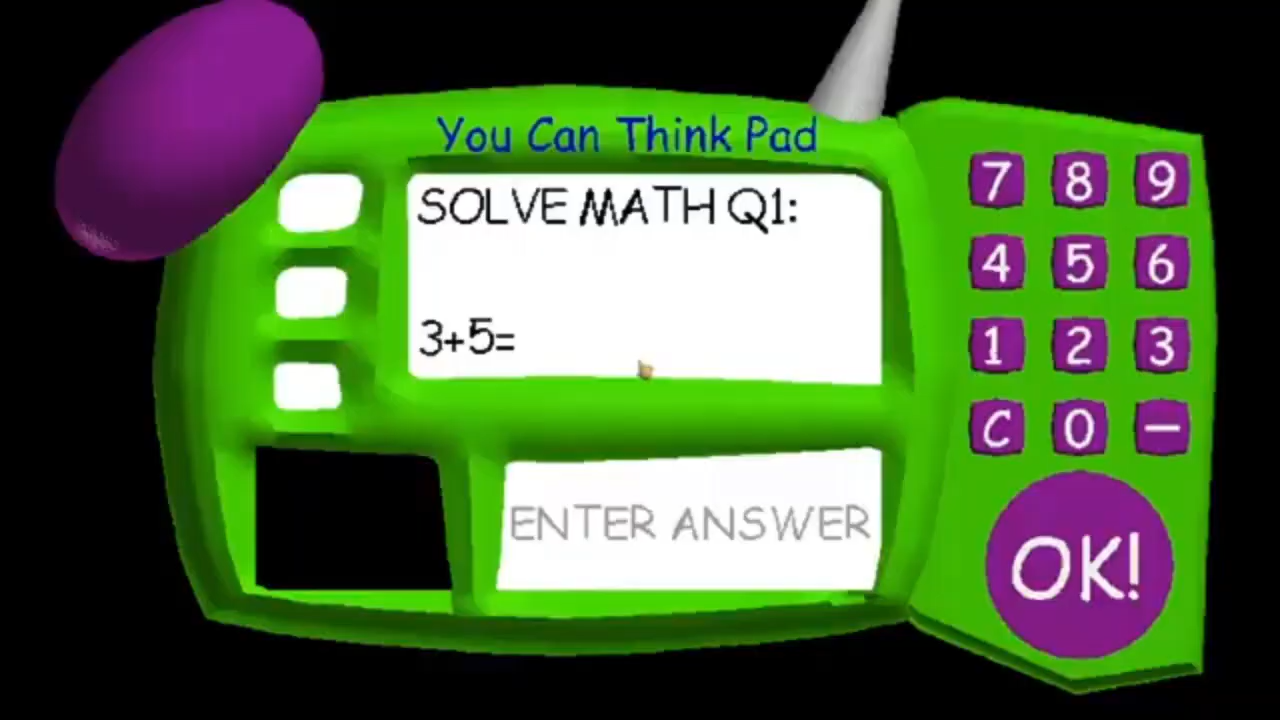 You Can Think Pad
SOLVE MATH Q1:
3+5=
ENTER ANSWER
7 8 9
4 5 6
1 2 3
C 0 −
OK!